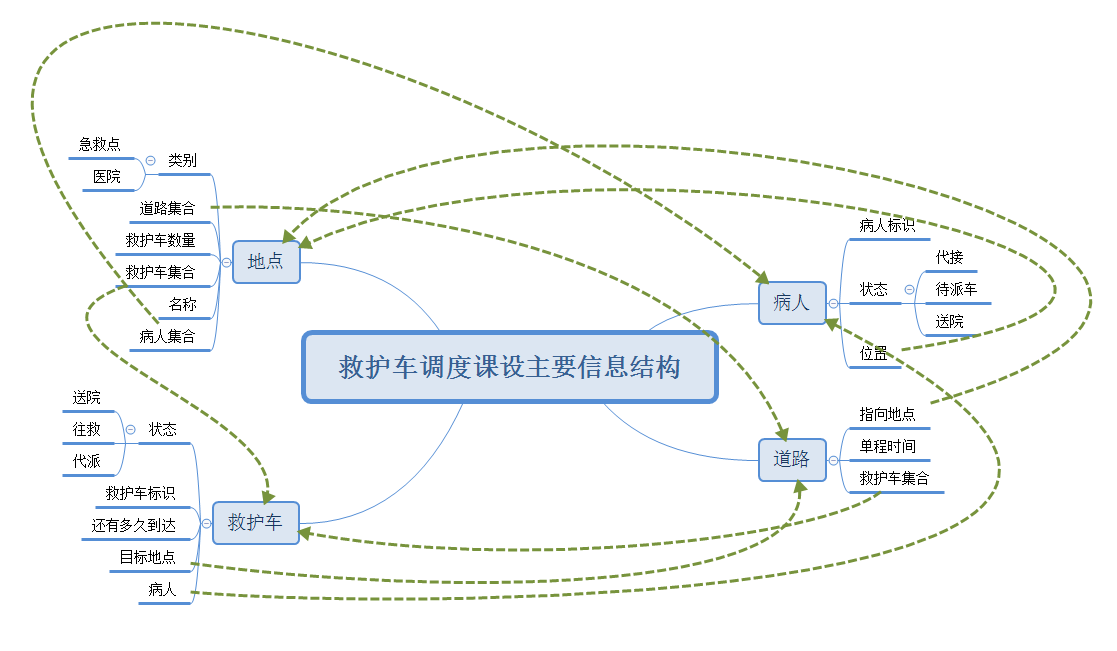 救护车调度课设主要信息结构
地点
类别
急救点
医院
道路集合
救护车数量
救护车集合
名称
病人集合
救护车
状态
送院
往救
代派
救护车标识
还有多久到达
目标地点
病人
病人
病人标识
状态
代接
待派车
送院
位置
道路
指向地点
单程时间
救护车集合